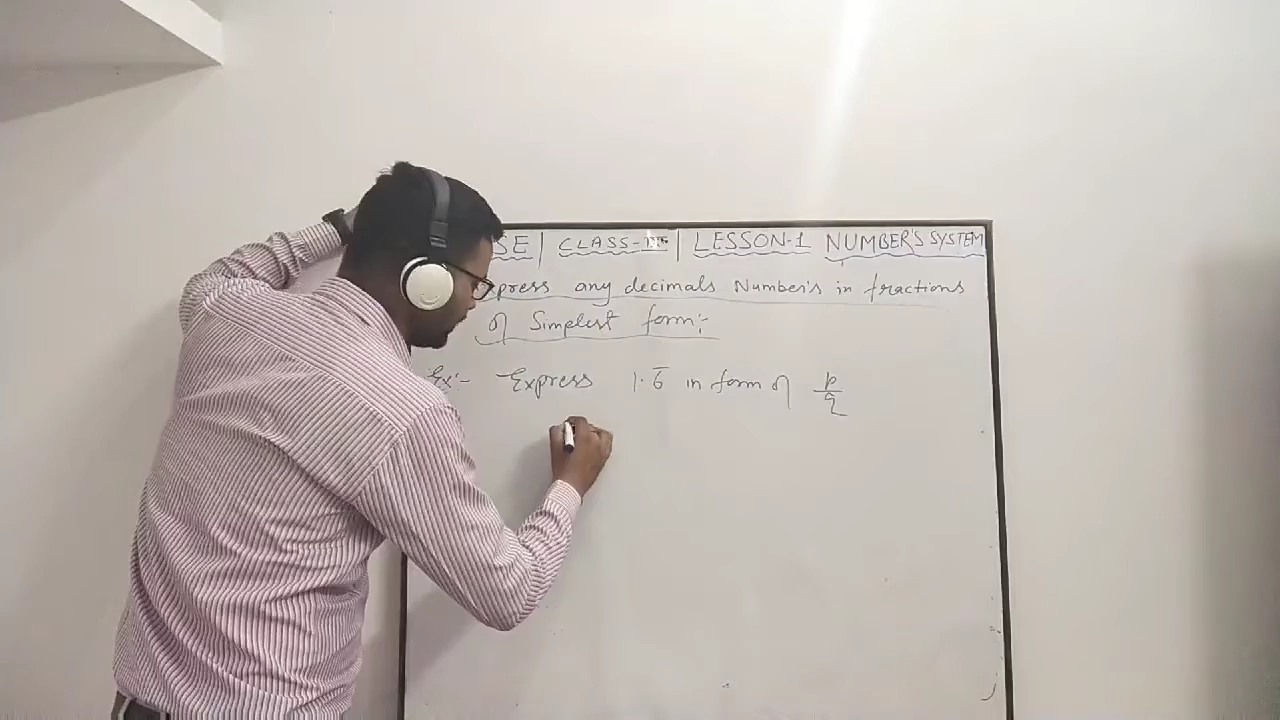 SE | CLASS- | LESSON-1 NUMBER'S SYSTEM
xpress any decimals Number's in fractions
of Simplest form:-
Ex:- Express 1.6̅ in form of p/q